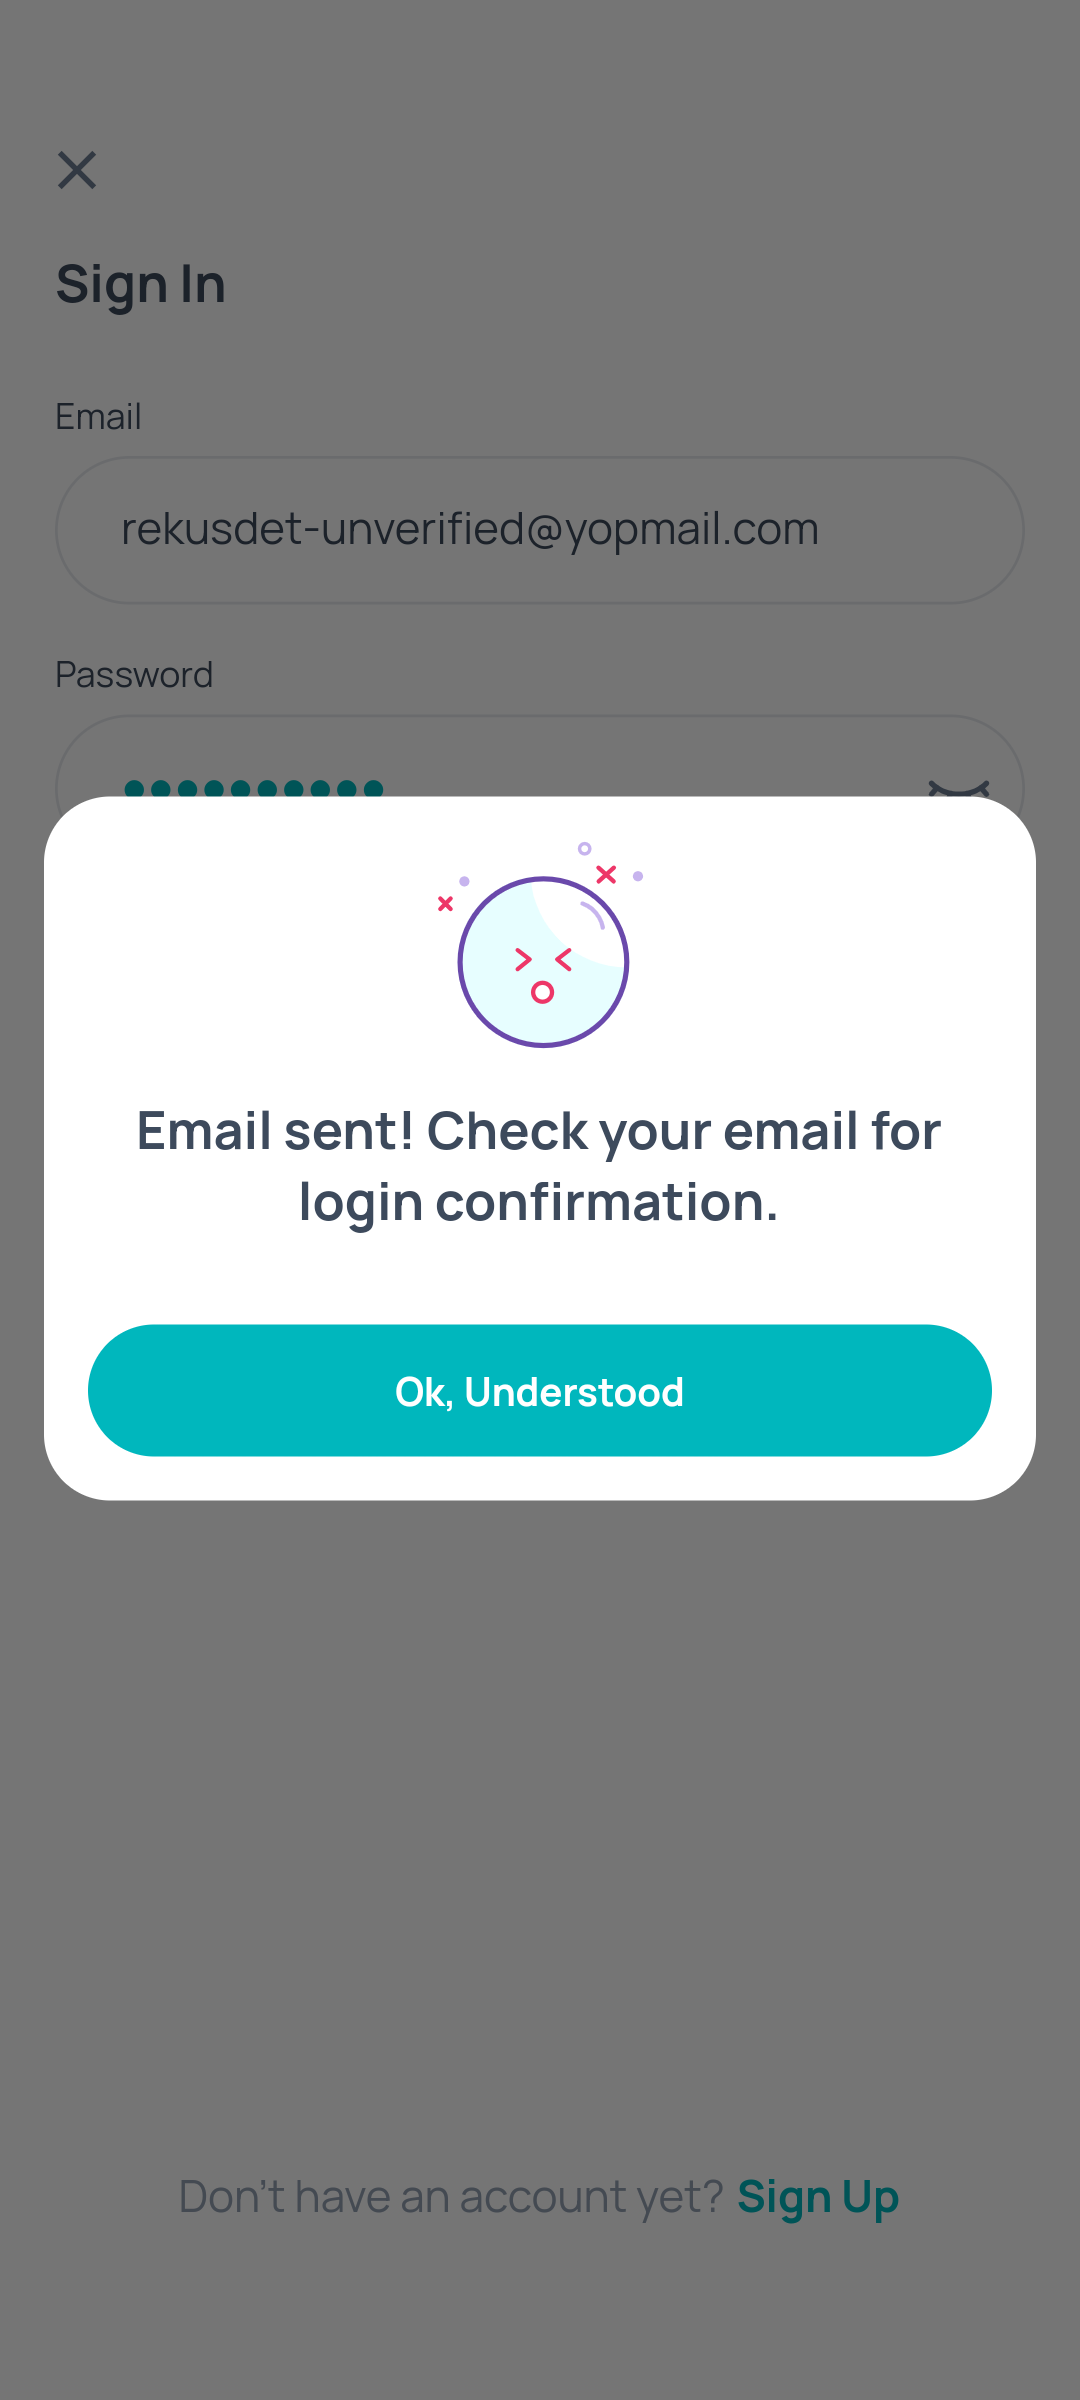 Sign In
Email
rekusdet-unverified@yopmail.com
Password
Email sent! Check your email for
login confirmation.
Ok, Understood
Don't have an account yet? Sign Up